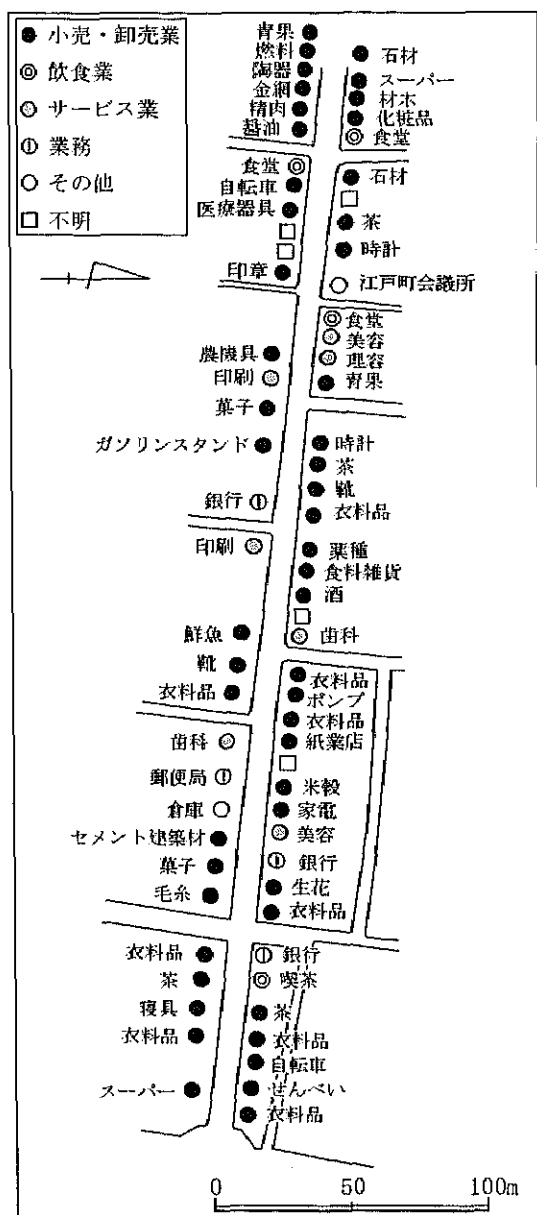 小売・卸売業
飲食業
サービス業
業務
その他
不明
青果
燃料
陶器
金網
精肉
醤油
石材
スーパー
材木
化粧品
食堂
食堂
自転車
医療器具
印章
石材
茶
時計
江戸町会議所
農機具
印刷
菓子
ガソリンスタンド
銀行
食堂
美容
理容
青果
時計
茶
靴
衣料品
薬種
食料雑貨
酒
歯科
印刷
鮮魚
靴
衣料品
衣料品
ポンプ
衣料品
紙業店
米穀
家電
美容
銀行
生花
衣料品
歯科
郵便局
倉庫
セメント建築材
菓子
毛糸
衣料品
茶
寝具
衣料品
スーパー
銀行
喫茶
茶
衣料品
自転車
せんべい
衣料品
0 50 100m